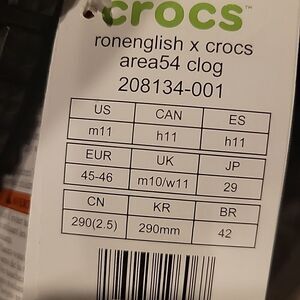 crocs™
ronenglish x crocs
area54 clog
208134-001
US CAN ES
m11 h11 h11
EUR UK JP
45-46 m10/w11 29
CN KR BR
290(2.5) 290mm 42